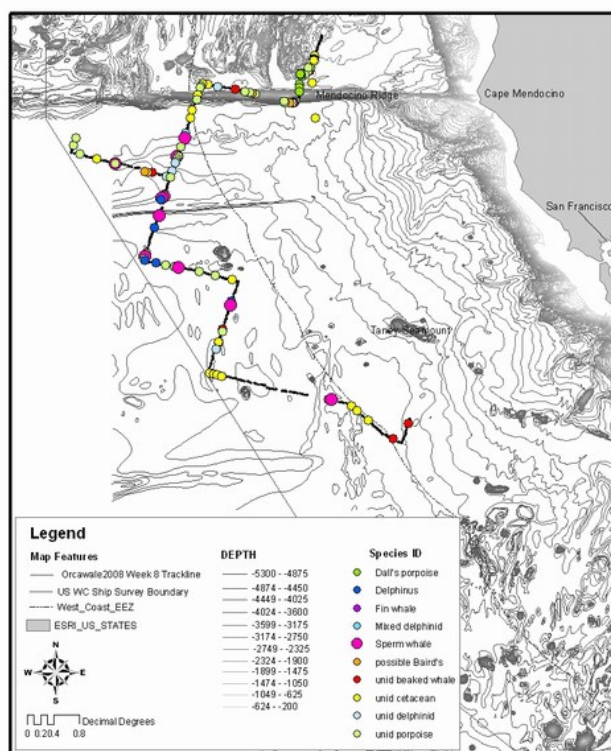 Mendocino Ridge
Cape Mendocino
San Francisco
Taney Seamount
Legend
Map Features
Orcawale2008 Week 8 Trackline
US WC Ship Survey Boundary
West_Coast_EEZ
ESRI_US_STATES
N
W E
S
0 0.20.4 0.8
Decimal Degrees
DEPTH
-5300 - -4875
-4874 - -4450
-4449 - -4025
-4024 - -3600
-3599 - -3175
-3174 - -2750
-2749 - -2325
-2324 - -1900
-1899 - -1475
-1474 - -1050
-1049 - -625
-624 - -200
Species ID
Dall's porpoise
Delphinus
Fin whale
Mixed delphinid
Sperm whale
possible Baird's
unid beaked whale
unid cetacean
unid delphinid
unid porpoise